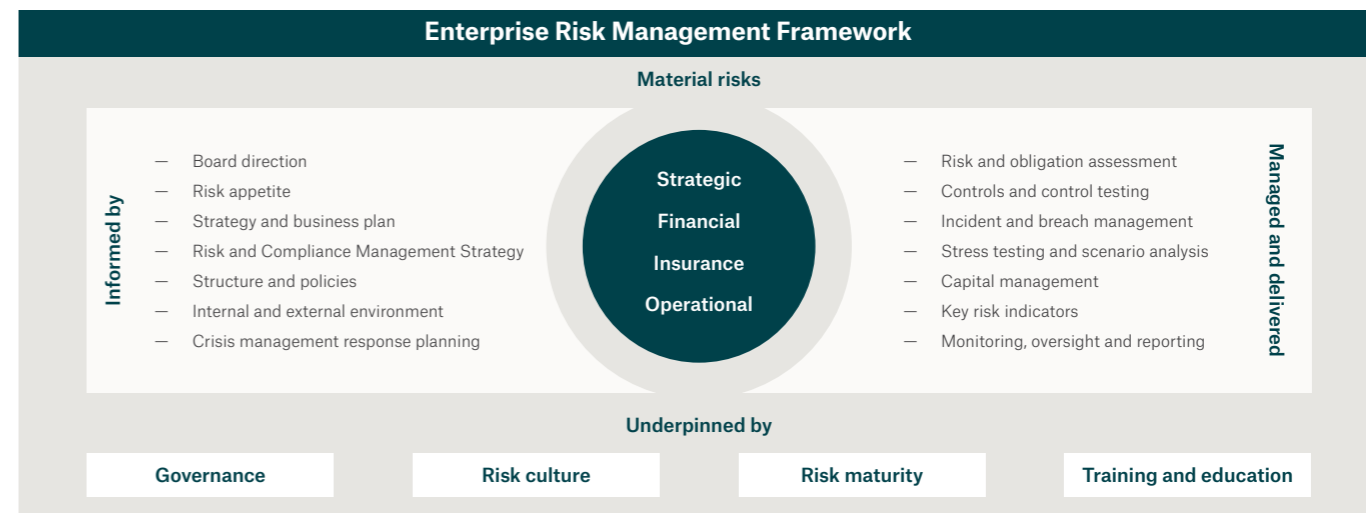 Enterprise Risk Management Framework
Material risks
Informed by
— Board direction
— Risk appetite
— Strategy and business plan
— Risk and Compliance Management Strategy
— Structure and policies
— Internal and external environment
— Crisis management response planning
Strategic
Financial
Insurance
Operational
— Risk and obligation assessment
— Controls and control testing
— Incident and breach management
— Stress testing and scenario analysis
— Capital management
— Key risk indicators
— Monitoring, oversight and reporting
Managed and delivered
Underpinned by
Governance
Risk culture
Risk maturity
Training and education